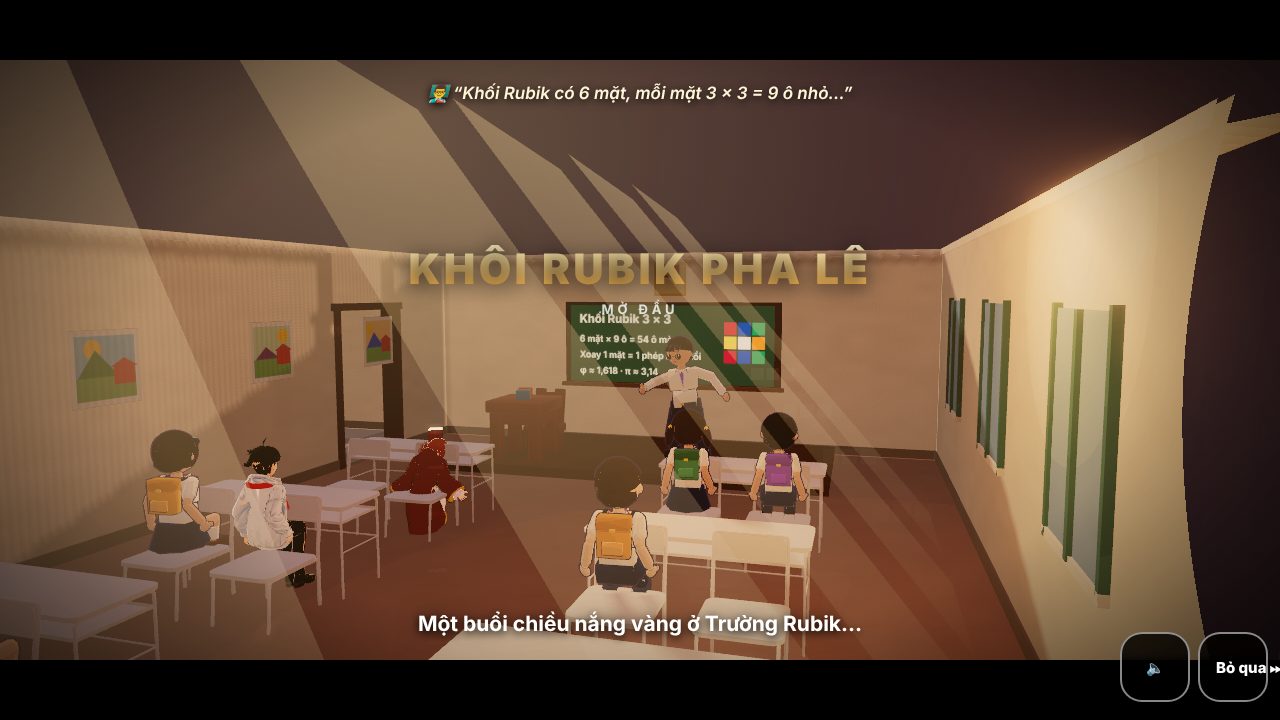 “Khối Rubik có 6 mặt, mỗi mặt 3 × 3 = 9 ô nhỏ...”
KHỐI RUBIK PHA LÊ
MỞ ĐẦU
Khối Rubik 3 × 3
6 mặt × 9 ô = 54 ô
Xoay 1 mặt = 1 phép
φ ≈ 1,618 · π ≈ 3,14
Một buổi chiều nắng vàng ở Trường Rubik...
Bỏ qua